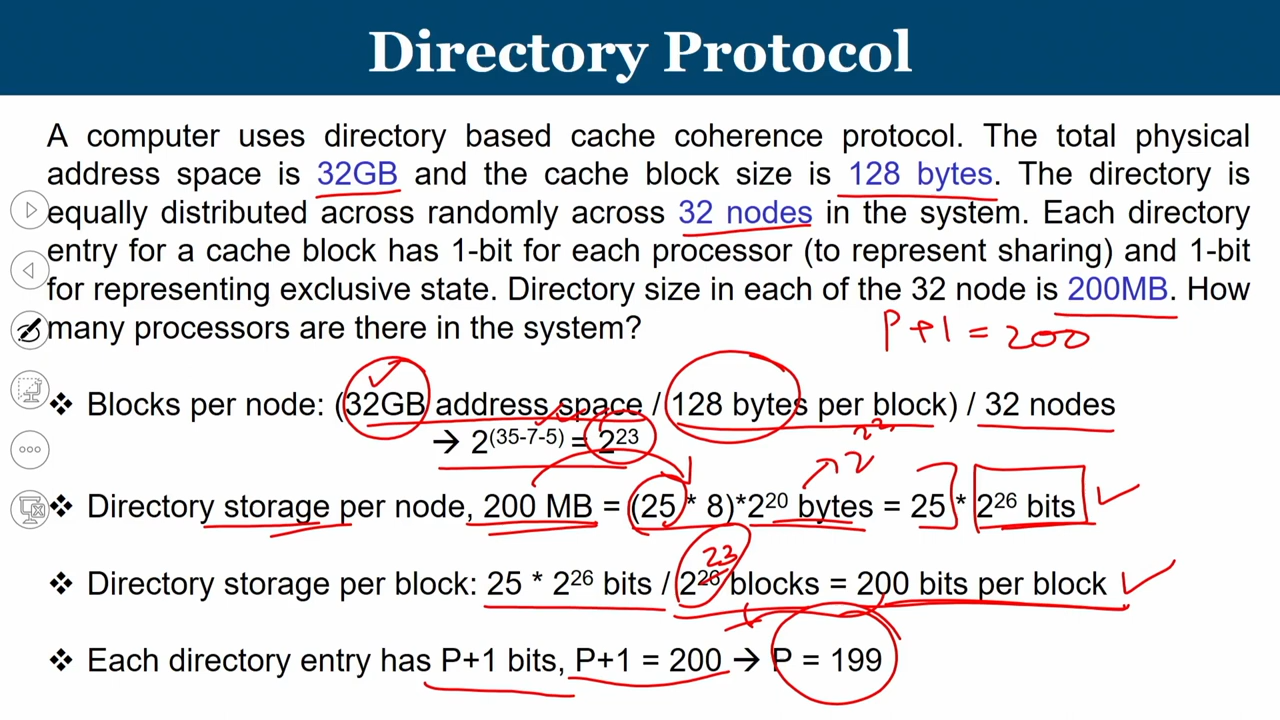 Directory Protocol
A computer uses directory based cache coherence protocol. The total physical
address space is 32GB and the cache block size is 128 bytes. The directory is
equally distributed across randomly across 32 nodes in the system. Each directory
entry for a cache block has 1-bit for each processor (to represent sharing) and 1-bit
for representing exclusive state. Directory size in each of the 32 node is 200MB. How
many processors are there in the system?
P+1 = 200
❖ Blocks per node: (32GB address space / 128 bytes per block) / 32 nodes
→ 2^(35-7-5) = 2^23
❖ Directory storage per node, 200 MB = (25 * 8)*2^20 bytes = 25 * 2^26 bits
23
❖ Directory storage per block: 25 * 2^26 bits / 2^26 blocks = 200 bits per block
❖ Each directory entry has P+1 bits, P+1 = 200 → P = 199